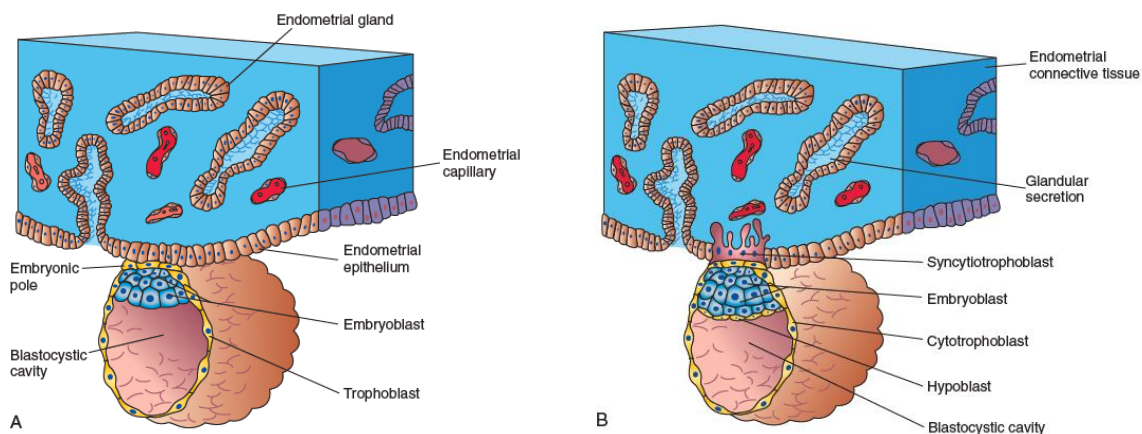 Endometrial gland
Endometrial
capillary
Endometrial
epithelium
Embryonic
pole
Embryoblast
Blastocystic
cavity
Trophoblast
A
Endometrial
connective tissue
Glandular
secretion
Syncytiotrophoblast
Embryoblast
Cytotrophoblast
Hypoblast
Blastocystic cavity
B